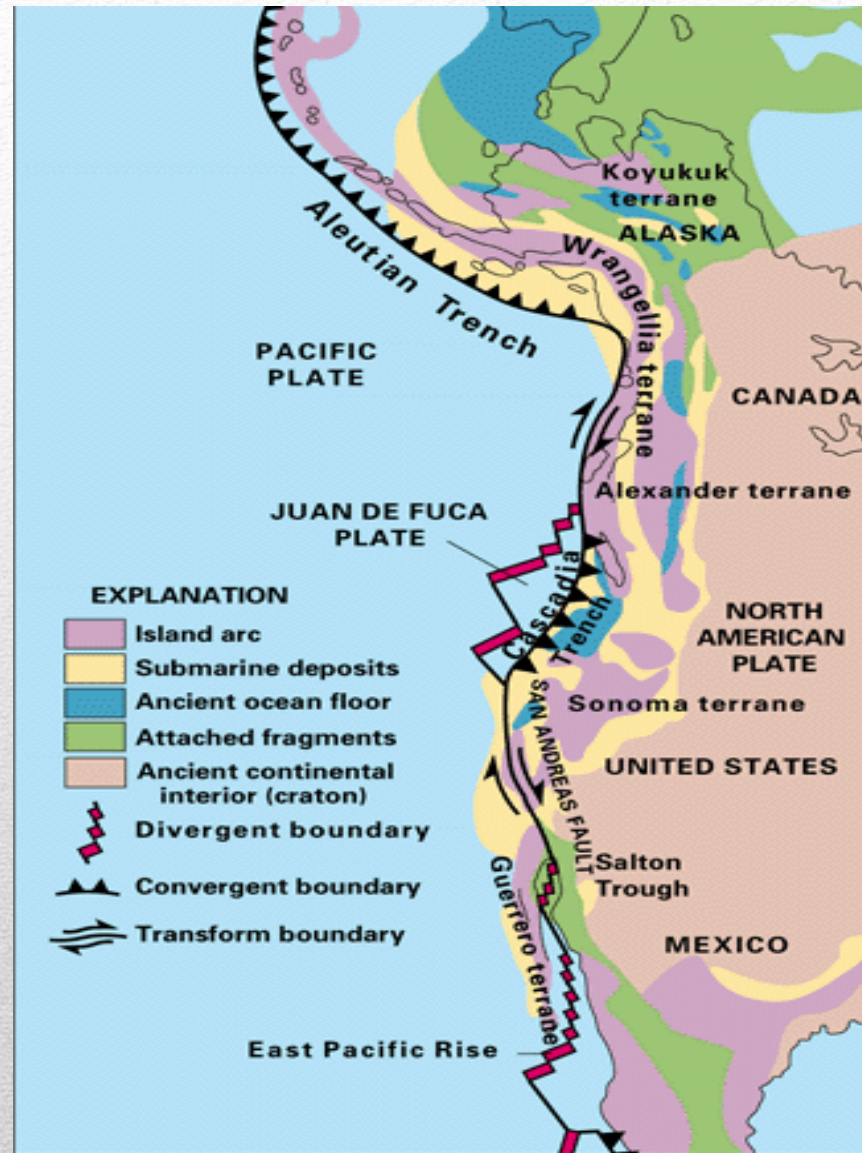 Koyukuk
terrane
ALASKA
Aleutian Trench
Wrangellia terrane
PACIFIC
PLATE
CANADA
Alexander terrane
JUAN DE FUCA
PLATE
Cascadia
Trench
EXPLANATION
Island arc
Submarine deposits
Ancient ocean floor
Attached fragments
Ancient continental
interior (craton)
Divergent boundary
Convergent boundary
Transform boundary
NORTH
AMERICAN
PLATE
Sonoma terrane
SAN ANDREAS FAULT
UNITED STATES
Salton
Trough
Guerrero terrane
MEXICO
East Pacific Rise